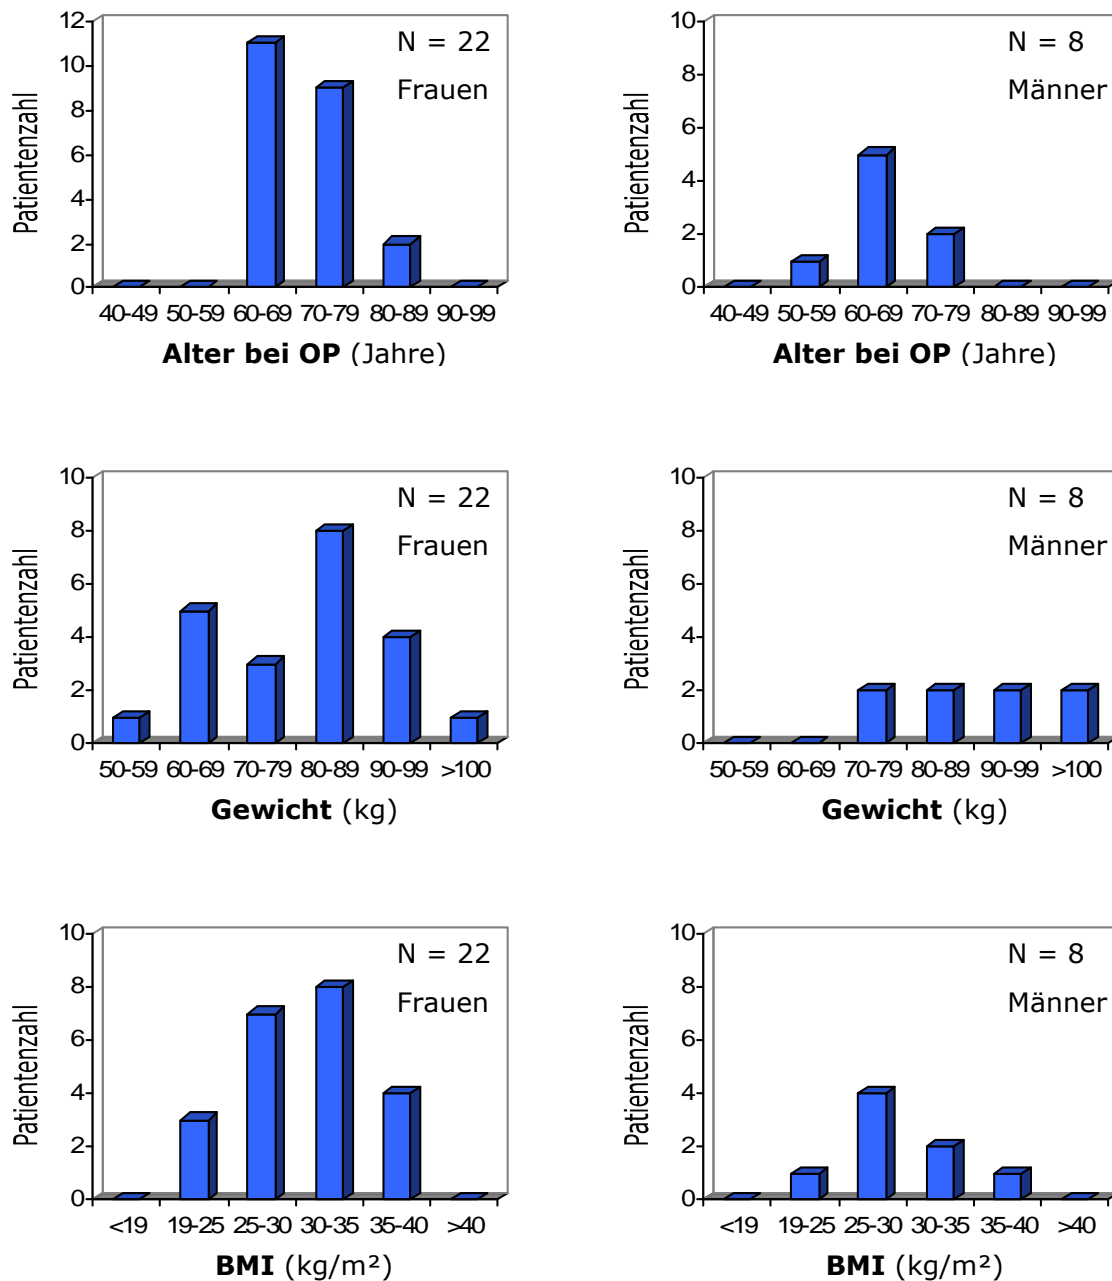 12
10
8
6
4
2
0
Patientenzahl
N = 22
Frauen
40-49 50-59 60-69 70-79 80-89 90-99
Alter bei OP (Jahre)
10
8
6
4
2
0
Patientenzahl
N = 8
Männer
40-49 50-59 60-69 70-79 80-89 90-99
Alter bei OP (Jahre)
10
8
6
4
2
0
Patientenzahl
N = 22
Frauen
50-59 60-69 70-79 80-89 90-99 >100
Gewicht (kg)
10
8
6
4
2
0
Patientenzahl
N = 8
Männer
50-59 60-69 70-79 80-89 90-99 >100
Gewicht (kg)
10
8
6
4
2
0
Patientenzahl
N = 22
Frauen
<19 19-25 25-30 30-35 35-40 >40
BMI (kg/m²)
10
8
6
4
2
0
Patientenzahl
N = 8
Männer
<19 19-25 25-30 30-35 35-40 >40
BMI (kg/m²)